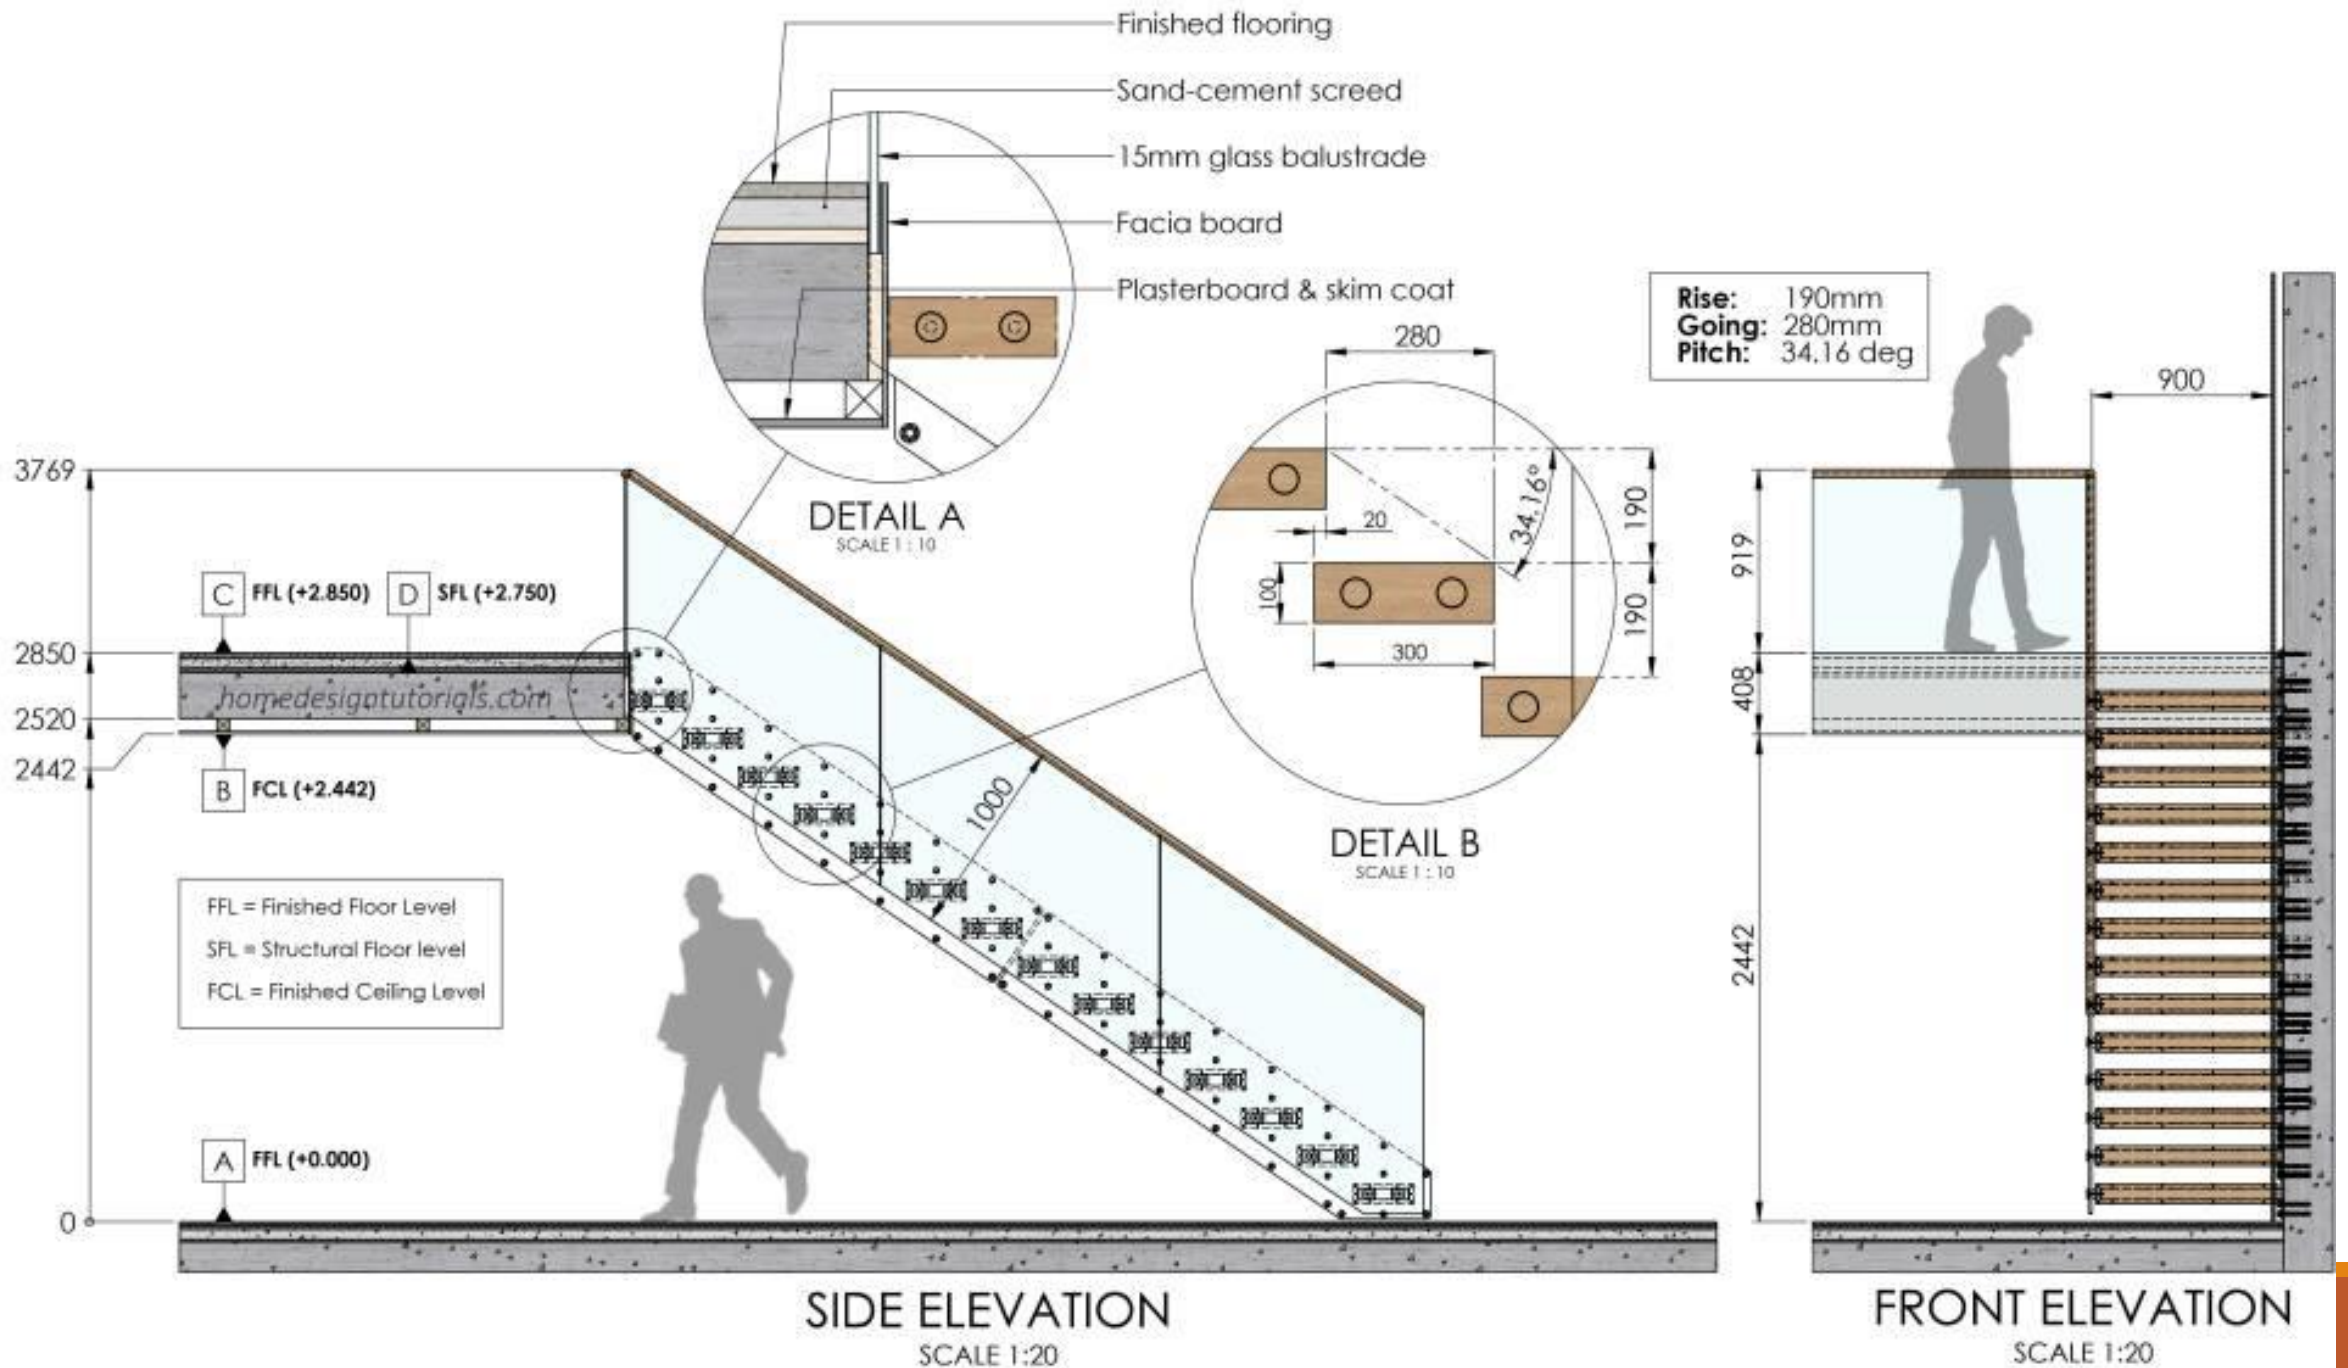 Finished flooring
Sand-cement screed
15mm glass balustrade
Facia board
Plasterboard & skim coat
DETAIL A
SCALE 1 : 10
280
20
34.16°
190
190
100
300
DETAIL B
SCALE 1 : 10
Rise: 190mm
Going: 280mm
Pitch: 34.16 deg
3769
2850
2520
2442
0
C FFL (+2.850)
D SFL (+2.750)
homedesigntutorials.com
B FCL (+2.442)
FFL = Finished Floor Level
SFL = Structural Floor level
FCL = Finished Ceiling Level
A FFL (+0.000)
1000
SIDE ELEVATION
SCALE 1:20
900
919
408
2442
FRONT ELEVATION
SCALE 1:20